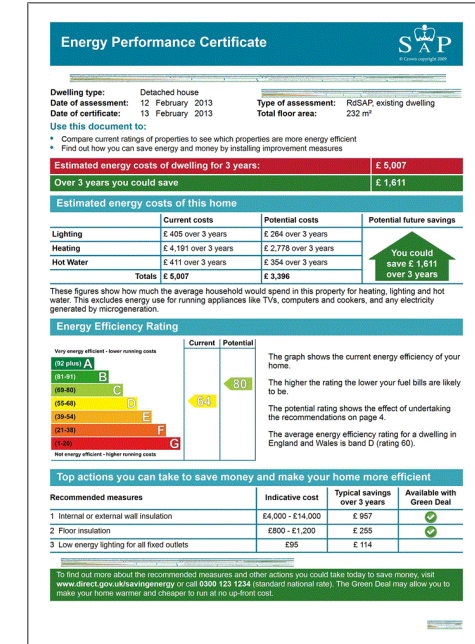 Energy Performance Certificate
SAP
© Crown copyright 2009
Dwelling type: Detached house
Date of assessment: 12 February 2013 Type of assessment: RdSAP, existing dwelling
Date of certificate: 13 February 2013 Total floor area: 232 m²
Use this document to:
• Compare current ratings of properties to see which properties are more energy efficient
• Find out how you can save energy and money by installing improvement measures
Estimated energy costs of dwelling for 3 years: £ 5,007
Over 3 years you could save £ 1,611
Estimated energy costs of this home
Current costs Potential costs Potential future savings
Lighting £ 405 over 3 years £ 264 over 3 years
Heating £ 4,191 over 3 years £ 2,778 over 3 years
Hot Water £ 411 over 3 years £ 354 over 3 years
Totals £ 5,007 £ 3,396
You could
save £ 1,611
over 3 years
These figures show how much the average household would spend in this property for heating, lighting and hot
water. This excludes energy use for running appliances like TVs, computers and cookers, and any electricity
generated by microgeneration.
Energy Efficiency Rating
Current Potential
Very energy efficient - lower running costs
(92 plus) A
(81-91) B
(69-80) C
(55-68) D
(39-54) E
(21-38) F
(1-20) G
Not energy efficient - higher running costs
64
80
The graph shows the current energy efficiency of your
home.
The higher the rating the lower your fuel bills are likely
to be.
The potential rating shows the effect of undertaking
the recommendations on page 4.
The average energy efficiency rating for a dwelling in
England and Wales is band D (rating 60).
Top actions you can take to save money and make your home more efficient
Recommended measures Indicative cost Typical savings over 3 years Available with Green Deal
1 Internal or external wall insulation £4,000 - £14,000 £ 957
2 Floor insulation £800 - £1,200 £ 255
3 Low energy lighting for all fixed outlets £95 £ 114
To find out more about the recommended measures and other actions you could take today to save money, visit
www.direct.gov.uk/savingenergy or call 0300 123 1234 (standard national rate). The Green Deal may allow you to
make your home warmer and cheaper to run at no up-front cost.